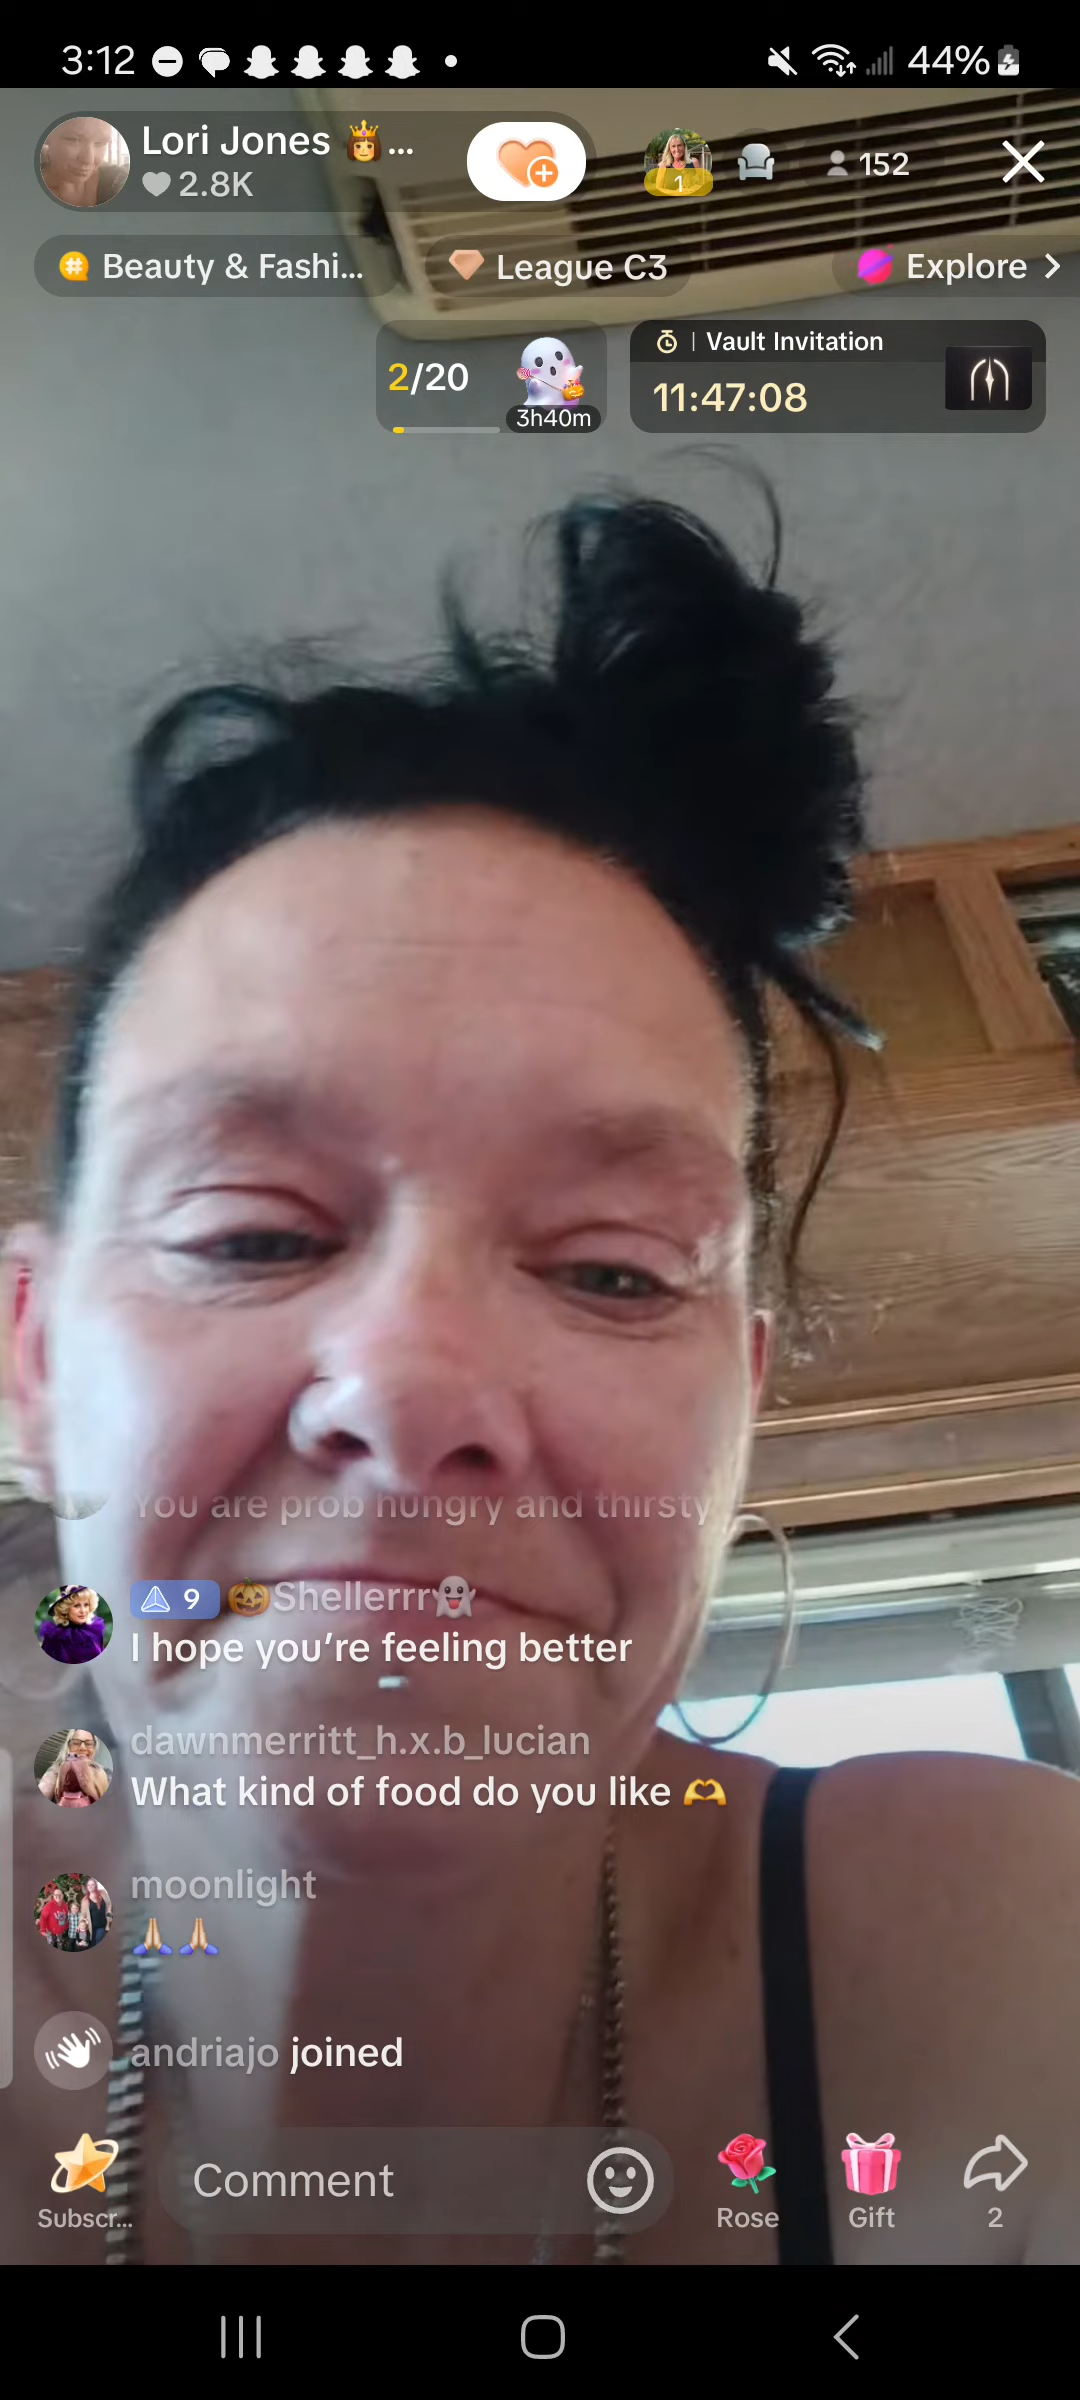 3:12
44%
Lori Jones 👸...
2.8K
1
152
Beauty & Fashi...
League C3
Explore >
2/20
3h40m
Vault Invitation
11:47:08
You are prob hungry and thirsty
9 🎃Shellerrr👻
I hope you’re feeling better
dawnmerritt_h.x.b_lucian
What kind of food do you like 🫶
moonlight
🙏🙏
andriajo joined
Subscr...
Comment
Rose
Gift
2